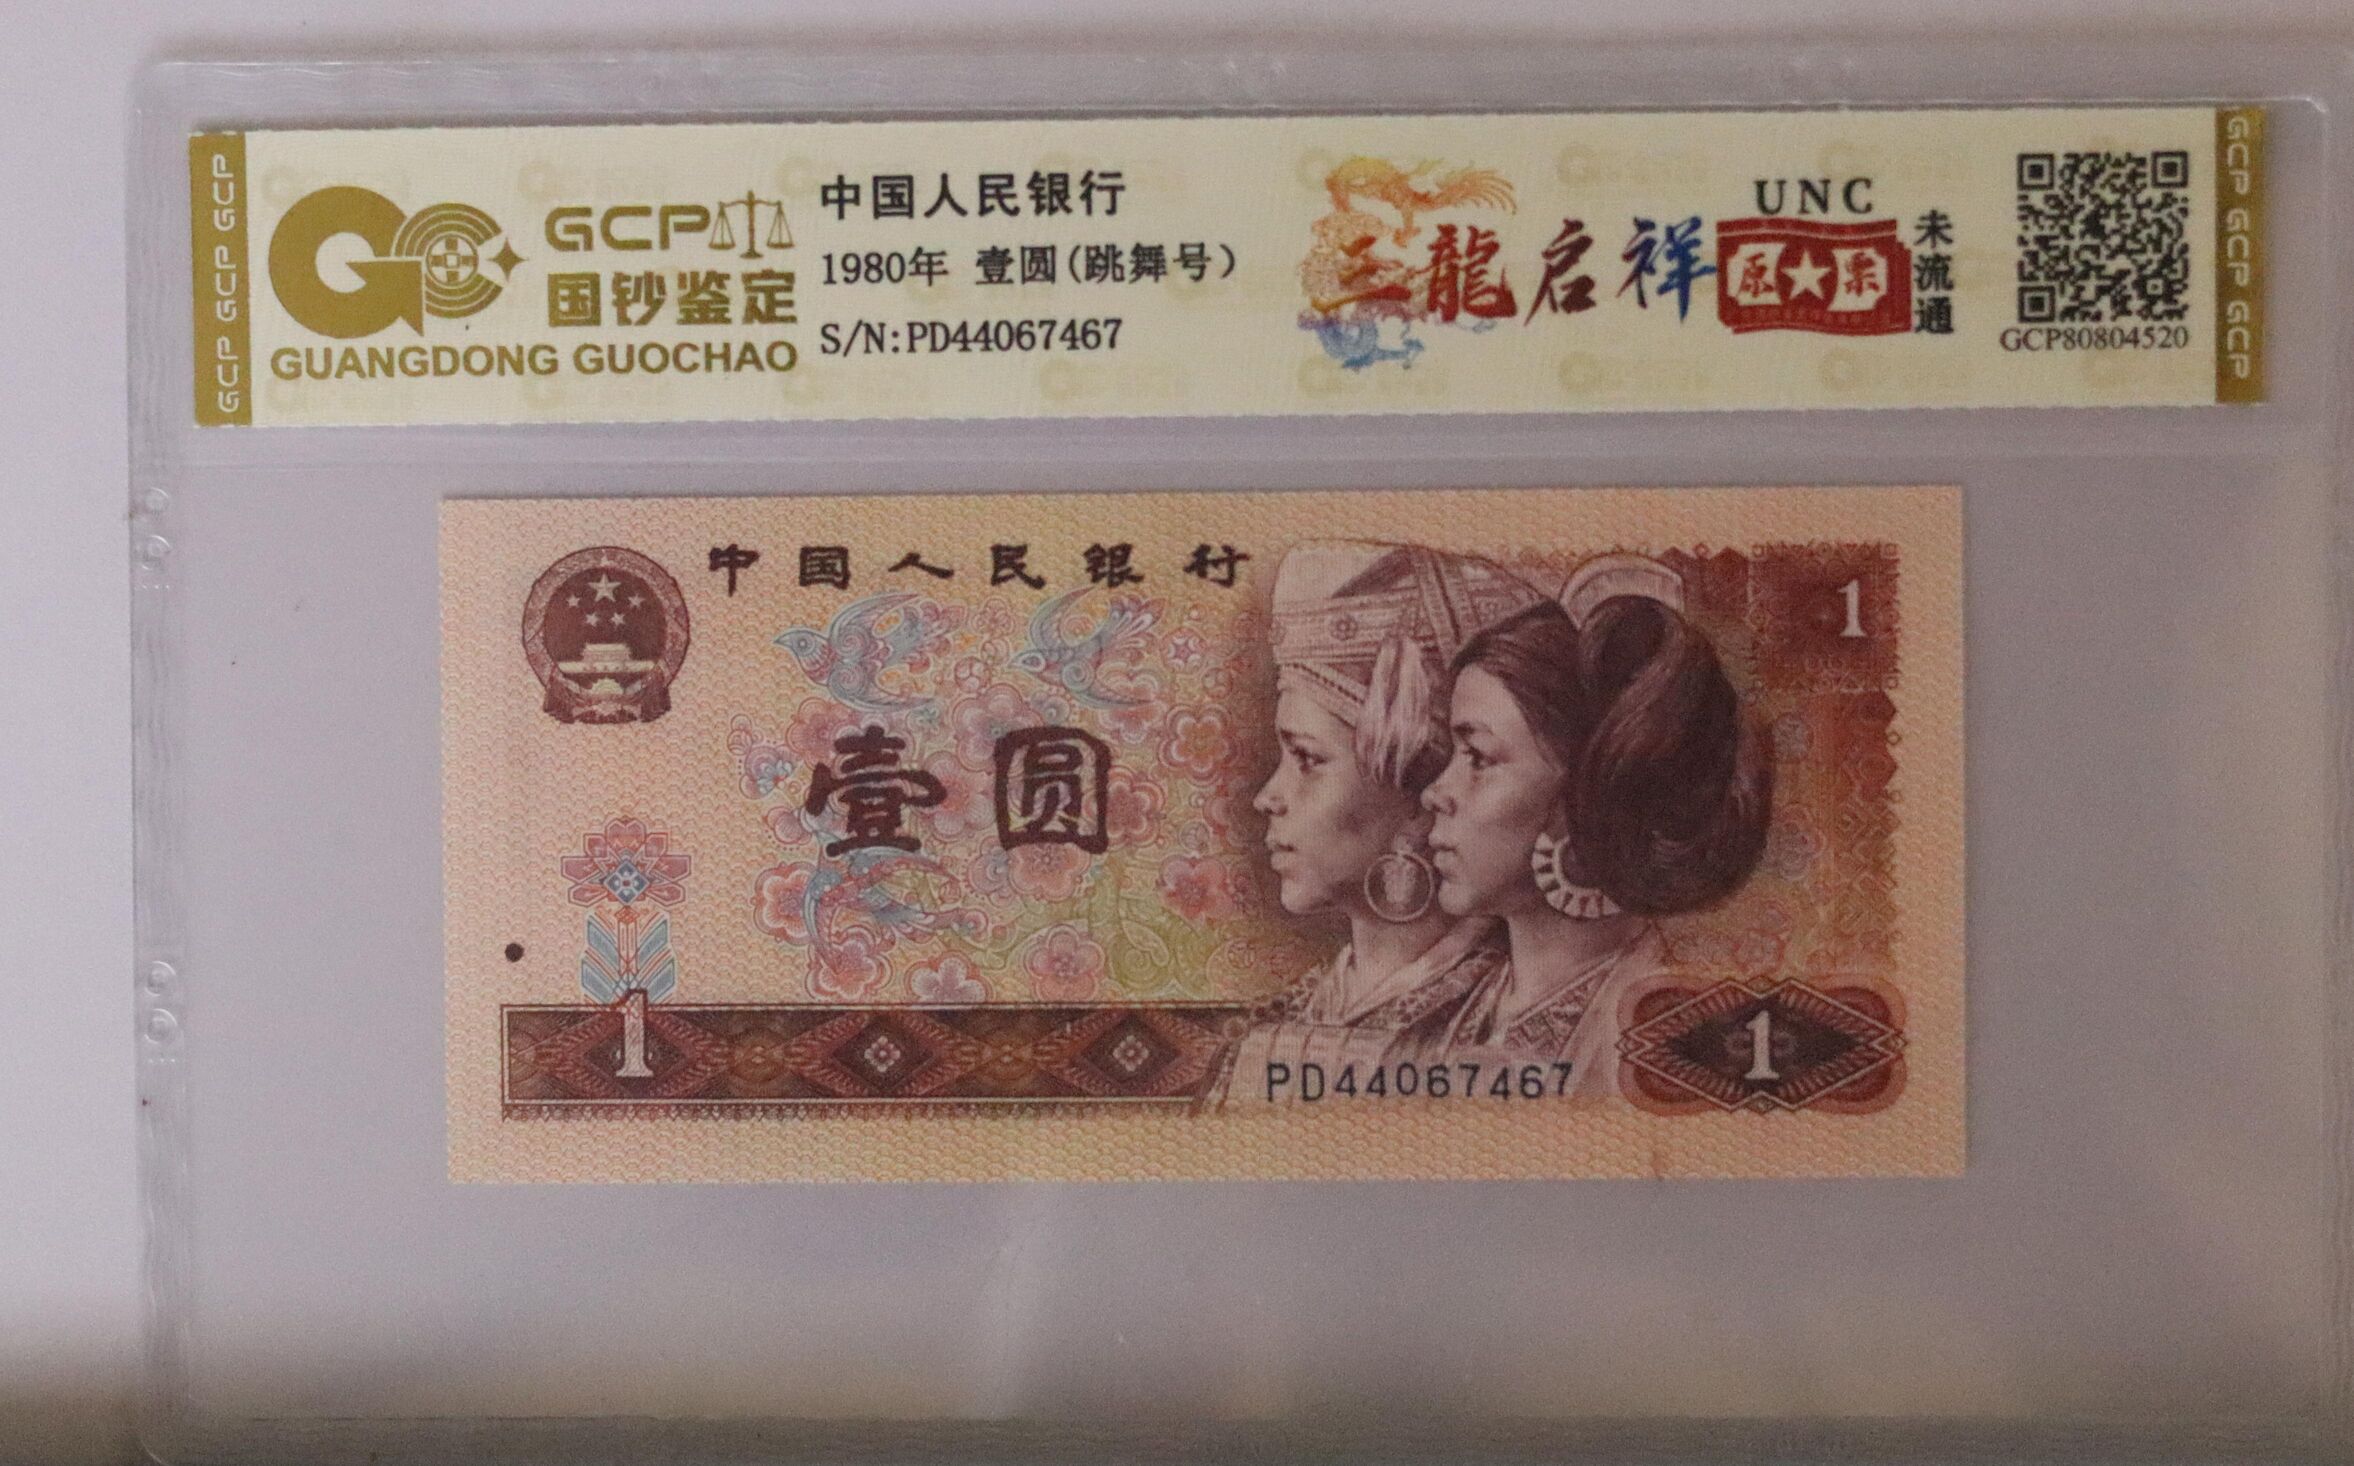 GCP GCP GCP
GCP
国钞鉴定
GUANGDONG GUOCHAO
中国人民银行
1980年 壹圆(跳舞号)
S/N:PD44067467
三龍启祥
UNC
原★票
未流通
GCP80804520
GCP GCP GCP
中国人民银行
1
壹圆
1
PD44067467
1